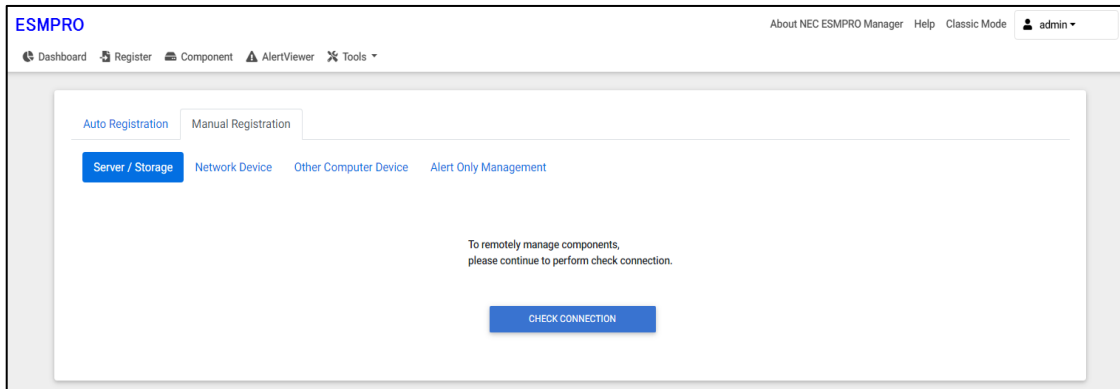 ESMPRO
About NEC ESMPRO Manager Help Classic Mode admin
Dashboard Register Component AlertViewer Tools
Auto Registration Manual Registration
Server / Storage Network Device Other Computer Device Alert Only Management
To remotely manage components,
please continue to perform check connection.
CHECK CONNECTION